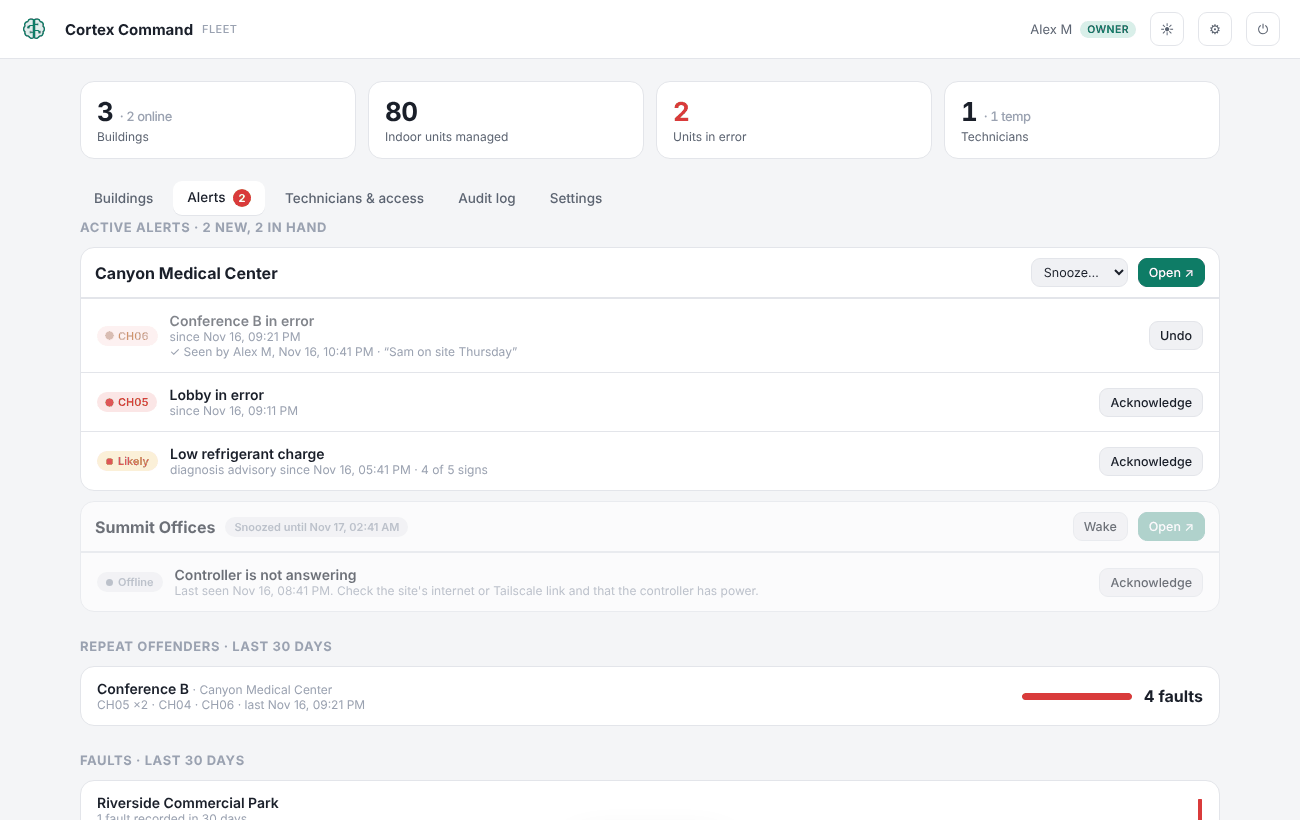 Cortex Command FLEET
Alex M OWNER
3 · 2 online
Buildings
80
Indoor units managed
2
Units in error
1 · 1 temp
Technicians
Buildings
Alerts 2
Technicians & access
Audit log
Settings
ACTIVE ALERTS · 2 NEW, 2 IN HAND
Canyon Medical Center
Snooze...
Open ↗
CH06
Conference B in error
since Nov 16, 09:21 PM
✓ Seen by Alex M, Nov 16, 10:41 PM · “Sam on site Thursday”
Undo
CH05
Lobby in error
since Nov 16, 09:11 PM
Acknowledge
Likely
Low refrigerant charge
diagnosis advisory since Nov 16, 05:41 PM · 4 of 5 signs
Acknowledge
Summit Offices
Snoozed until Nov 17, 02:41 AM
Wake
Open ↗
Offline
Controller is not answering
Last seen Nov 16, 08:41 PM. Check the site's internet or Tailscale link and that the controller has power.
Acknowledge
REPEAT OFFENDERS · LAST 30 DAYS
Conference B · Canyon Medical Center
CH05 ×2 · CH04 · CH06 · last Nov 16, 09:21 PM
4 faults
FAULTS · LAST 30 DAYS
Riverside Commercial Park
1 fault recorded in 30 days